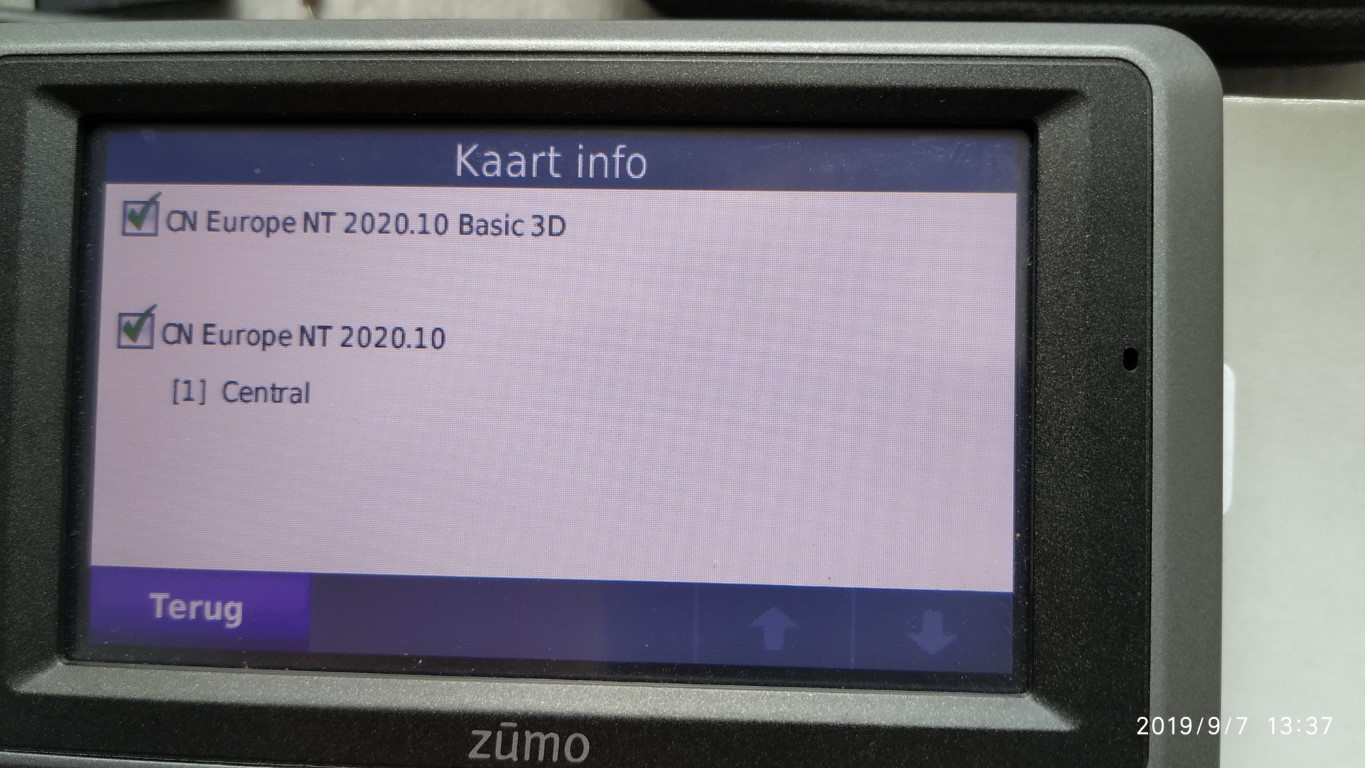 Kaart info
CN Europe NT 2020.10 Basic 3D
CN Europe NT 2020.10
[1] Central
Terug
zūmo
2019/9/7 13:37